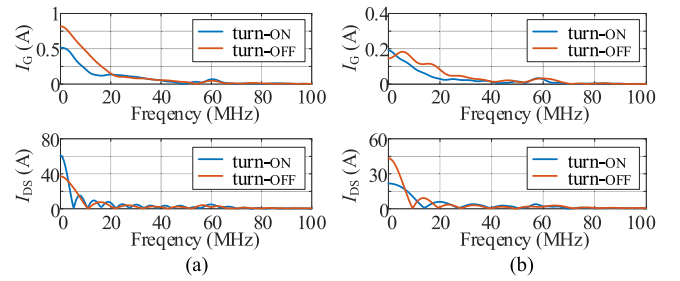 1
0.5
0
I_G (A)
turn-ON
turn-OFF
0 20 40 60 80 100
Freqency (MHz)
0.4
0.2
0
I_G (A)
turn-ON
turn-OFF
0 20 40 60 80 100
Freqency (MHz)
80
40
0
I_DS (A)
turn-ON
turn-OFF
0 20 40 60 80 100
Freqency (MHz)
60
30
0
I_DS (A)
turn-ON
turn-OFF
0 20 40 60 80 100
Freqency (MHz)
(a)
(b)